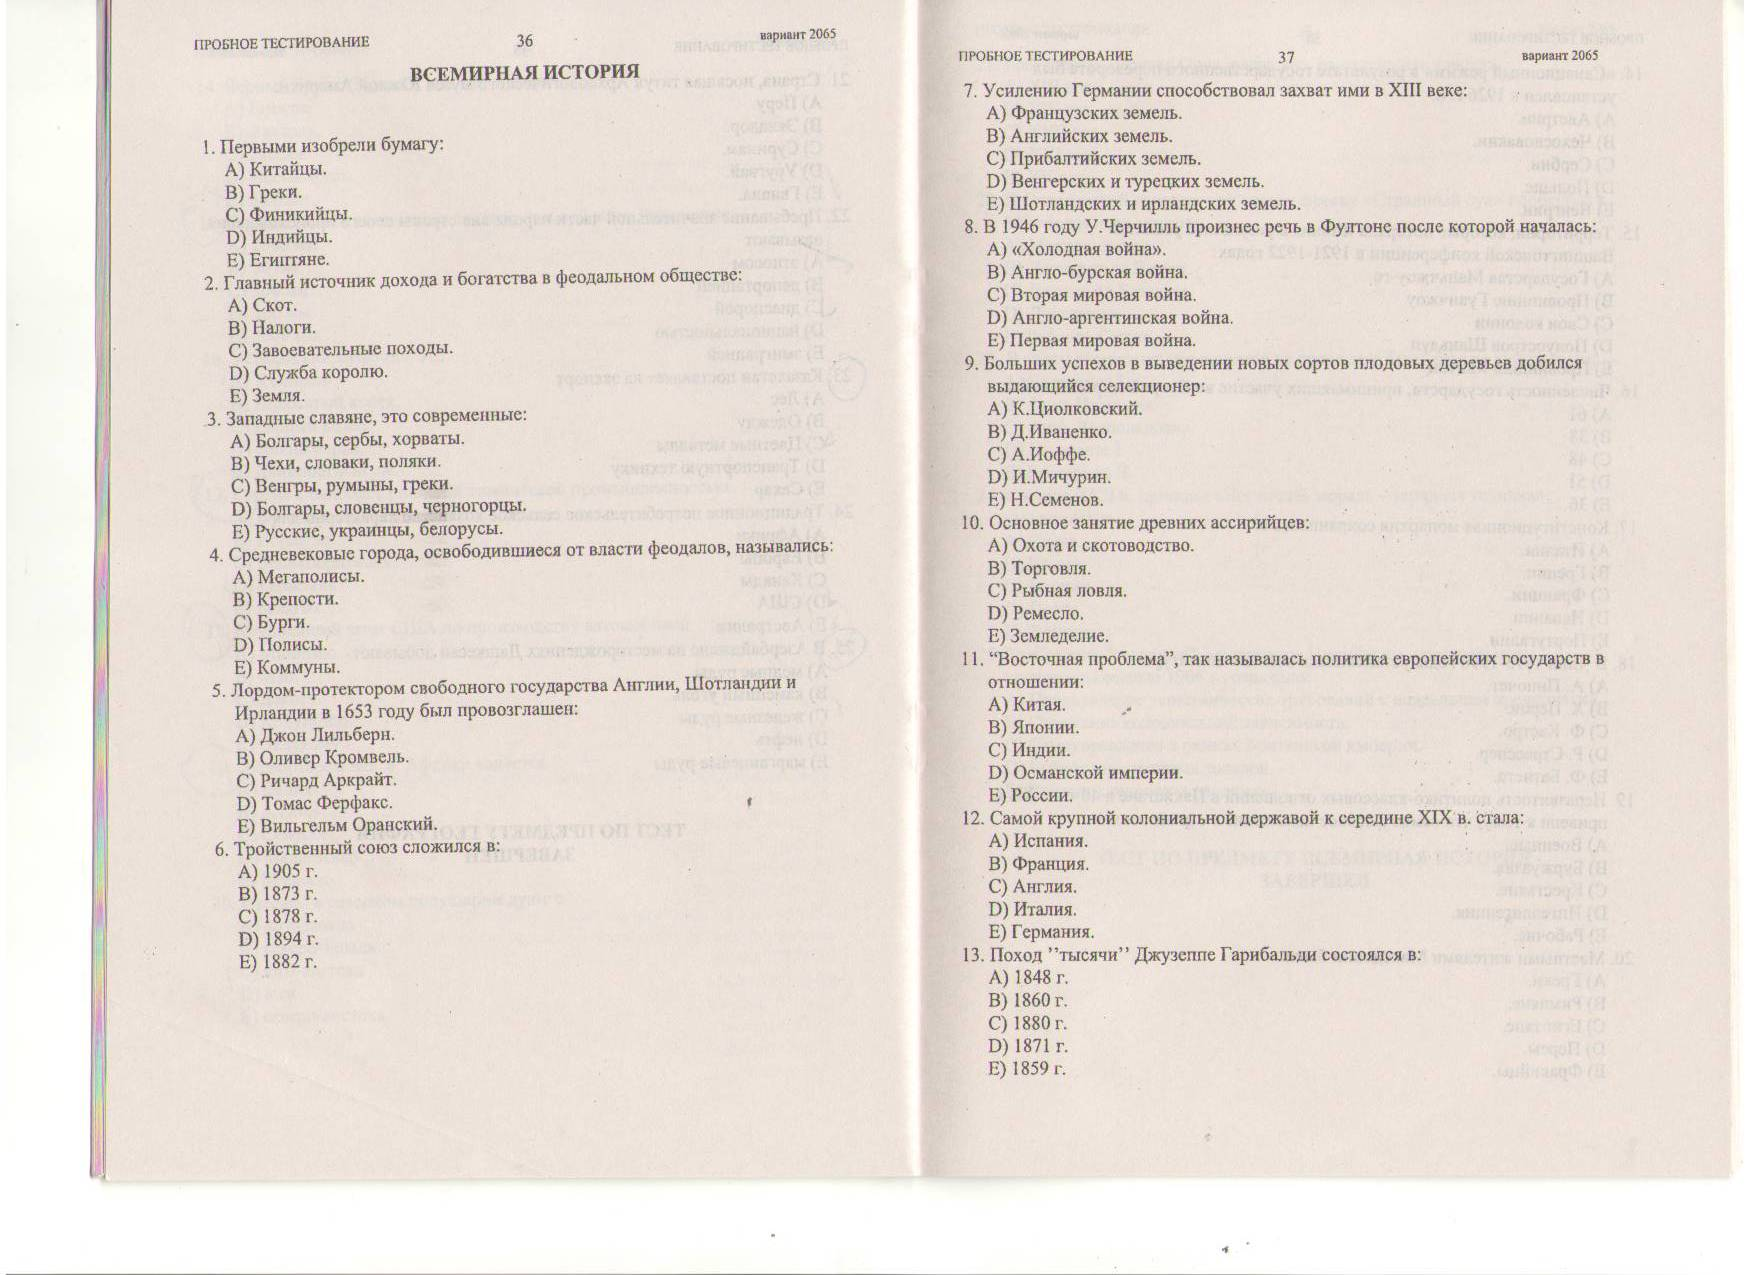 ПРОБНОЕ ТЕСТИРОВАНИЕ 36 вариант 2065
ВСЕМИРНАЯ ИСТОРИЯ
1. Первыми изобрели бумагу:
A) Китайцы.
B) Греки.
C) Финикийцы.
D) Индийцы.
E) Египтяне.
2. Главный источник дохода и богатства в феодальном обществе:
A) Скот.
B) Налоги.
C) Завоевательные походы.
D) Служба королю.
E) Земля.
3. Западные славяне, это современные:
A) Болгары, сербы, хорваты.
B) Чехи, словаки, поляки.
C) Венгры, румыны, греки.
D) Болгары, словенцы, черногорцы.
E) Русские, украинцы, белорусы.
4. Средневековые города, освободившиеся от власти феодалов, назывались:
A) Мегаполисы.
B) Крепости.
C) Бурги.
D) Полисы.
E) Коммуны.
5. Лордом-протектором свободного государства Англии, Шотландии и
Ирландии в 1653 году был провозглашен:
A) Джон Лильберн.
B) Оливер Кромвель.
C) Ричард Аркрайт.
D) Томас Ферфакс.
E) Вильгельм Оранский.
6. Тройственный союз сложился в:
A) 1905 г.
B) 1873 г.
C) 1878 г.
D) 1894 г.
E) 1882 г.
ПРОБНОЕ ТЕСТИРОВАНИЕ 37 вариант 2065
7. Усилению Германии способствовал захват ими в XIII веке:
A) Французских земель.
B) Английских земель.
C) Прибалтийских земель.
D) Венгерских и турецких земель.
E) Шотландских и ирландских земель.
8. В 1946 году У.Черчилль произнес речь в Фултоне после которой началась:
A) «Холодная война».
B) Англо-бурская война.
C) Вторая мировая война.
D) Англо-аргентинская война.
E) Первая мировая война.
9. Больших успехов в выведении новых сортов плодовых деревьев добился
выдающийся селекционер:
A) К.Циолковский.
B) Д.Иваненко.
C) А.Иоффе.
D) И.Мичурин.
E) Н.Семенов.
10. Основное занятие древних ассирийцев:
A) Охота и скотоводство.
B) Торговля.
C) Рыбная ловля.
D) Ремесло.
E) Земледелие.
11. “Восточная проблема”, так называлась политика европейских государств в
отношении:
A) Китая.
B) Японии.
C) Индии.
D) Османской империи.
E) России.
12. Самой крупной колониальной державой к середине XIX в. стала:
A) Испания.
B) Франция.
C) Англия.
D) Италия.
E) Германия.
13. Поход ’’тысячи’’ Джузеппе Гарибальди состоялся в:
A) 1848 г.
B) 1860 г.
C) 1880 г.
D) 1871 г.
E) 1859 г.